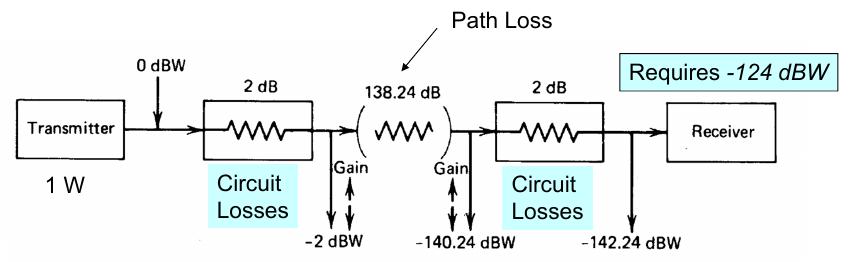 Path Loss
0 dBW
2 dB
138.24 dB
2 dB
Requires -124 dBW
Transmitter
Receiver
1 W
Circuit
Losses
Gain
Gain
Circuit
Losses
-2 dBW
-140.24 dBW
-142.24 dBW